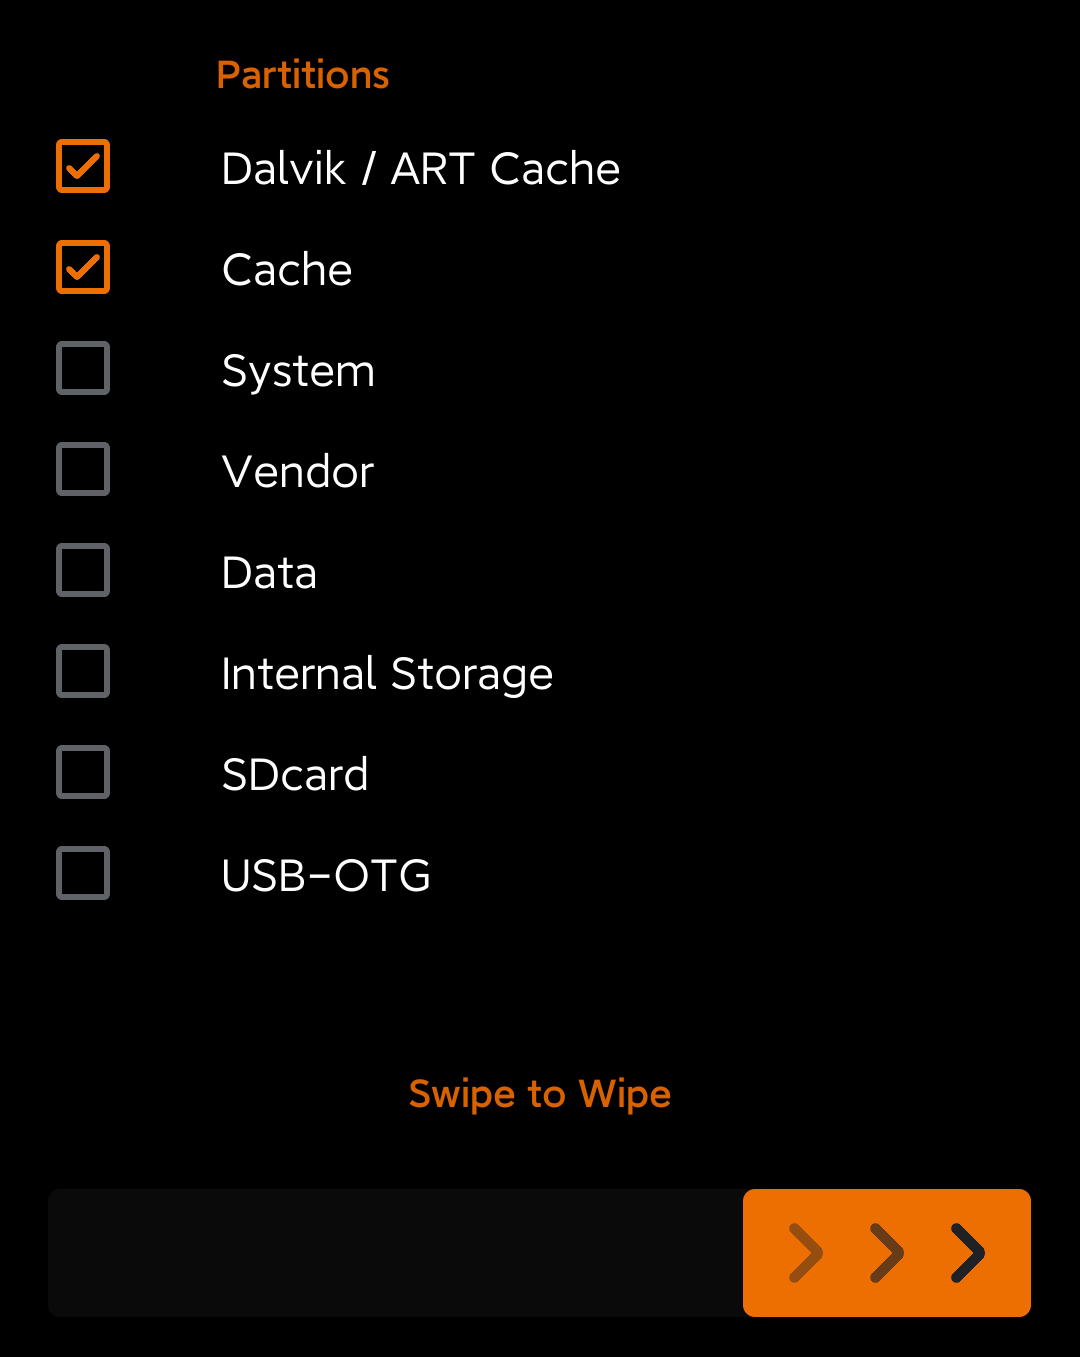 Partitions
Dalvik / ART Cache
Cache
System
Vendor
Data
Internal Storage
SDcard
USB-OTG
Swipe to Wipe